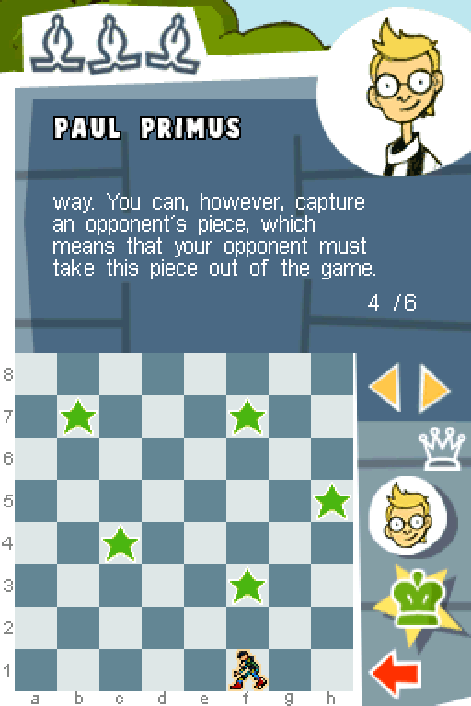 PAUL PRIMUS
way. You can, however, capture
an opponent's piece, which
means that your opponent must
take this piece out of the game.
4 /6
8
7
6
5
4
3
2
1
a b c d e f g h